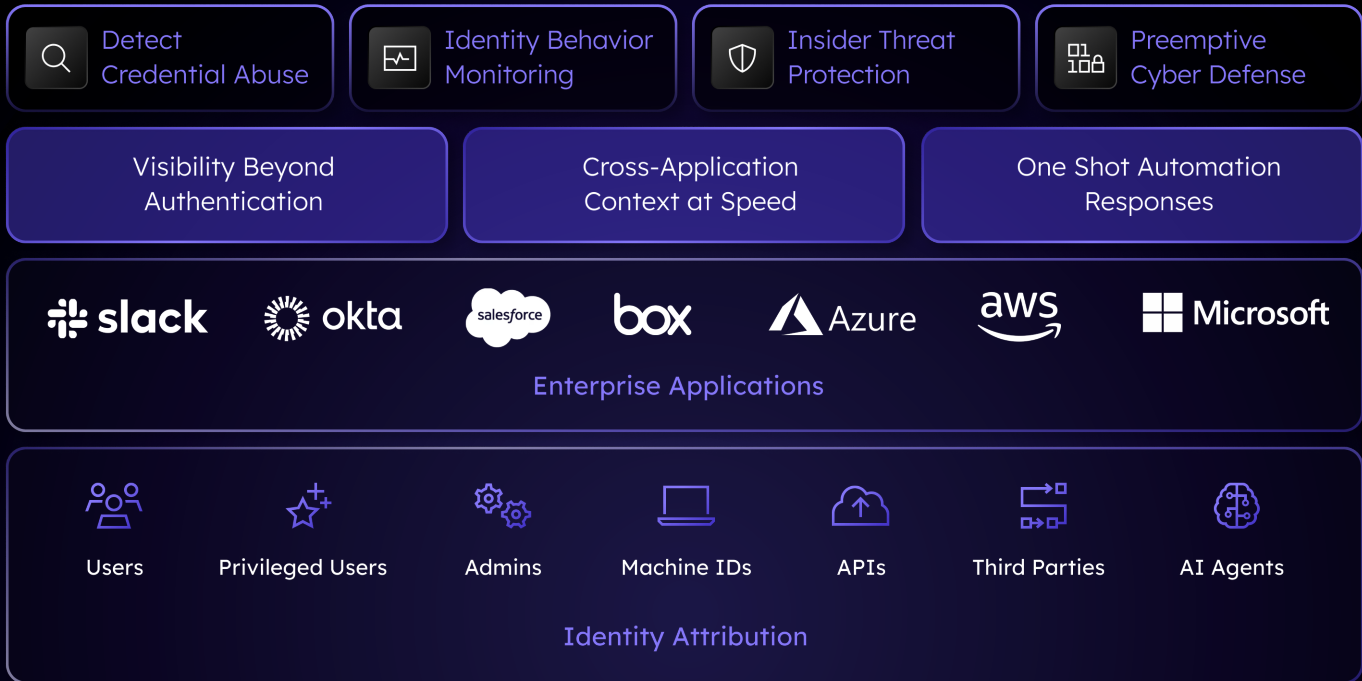 Detect
Credential Abuse
Identity Behavior
Monitoring
Insider Threat
Protection
01
10
Preemptive
Cyber Defense
Visibility Beyond
Authentication
Cross-Application
Context at Speed
One Shot Automation
Responses
slack
okta
salesforce
box
Azure
aws
Microsoft
Enterprise Applications
Users
Privileged Users
Admins
Machine IDs
APIs
Third Parties
AI Agents
Identity Attribution